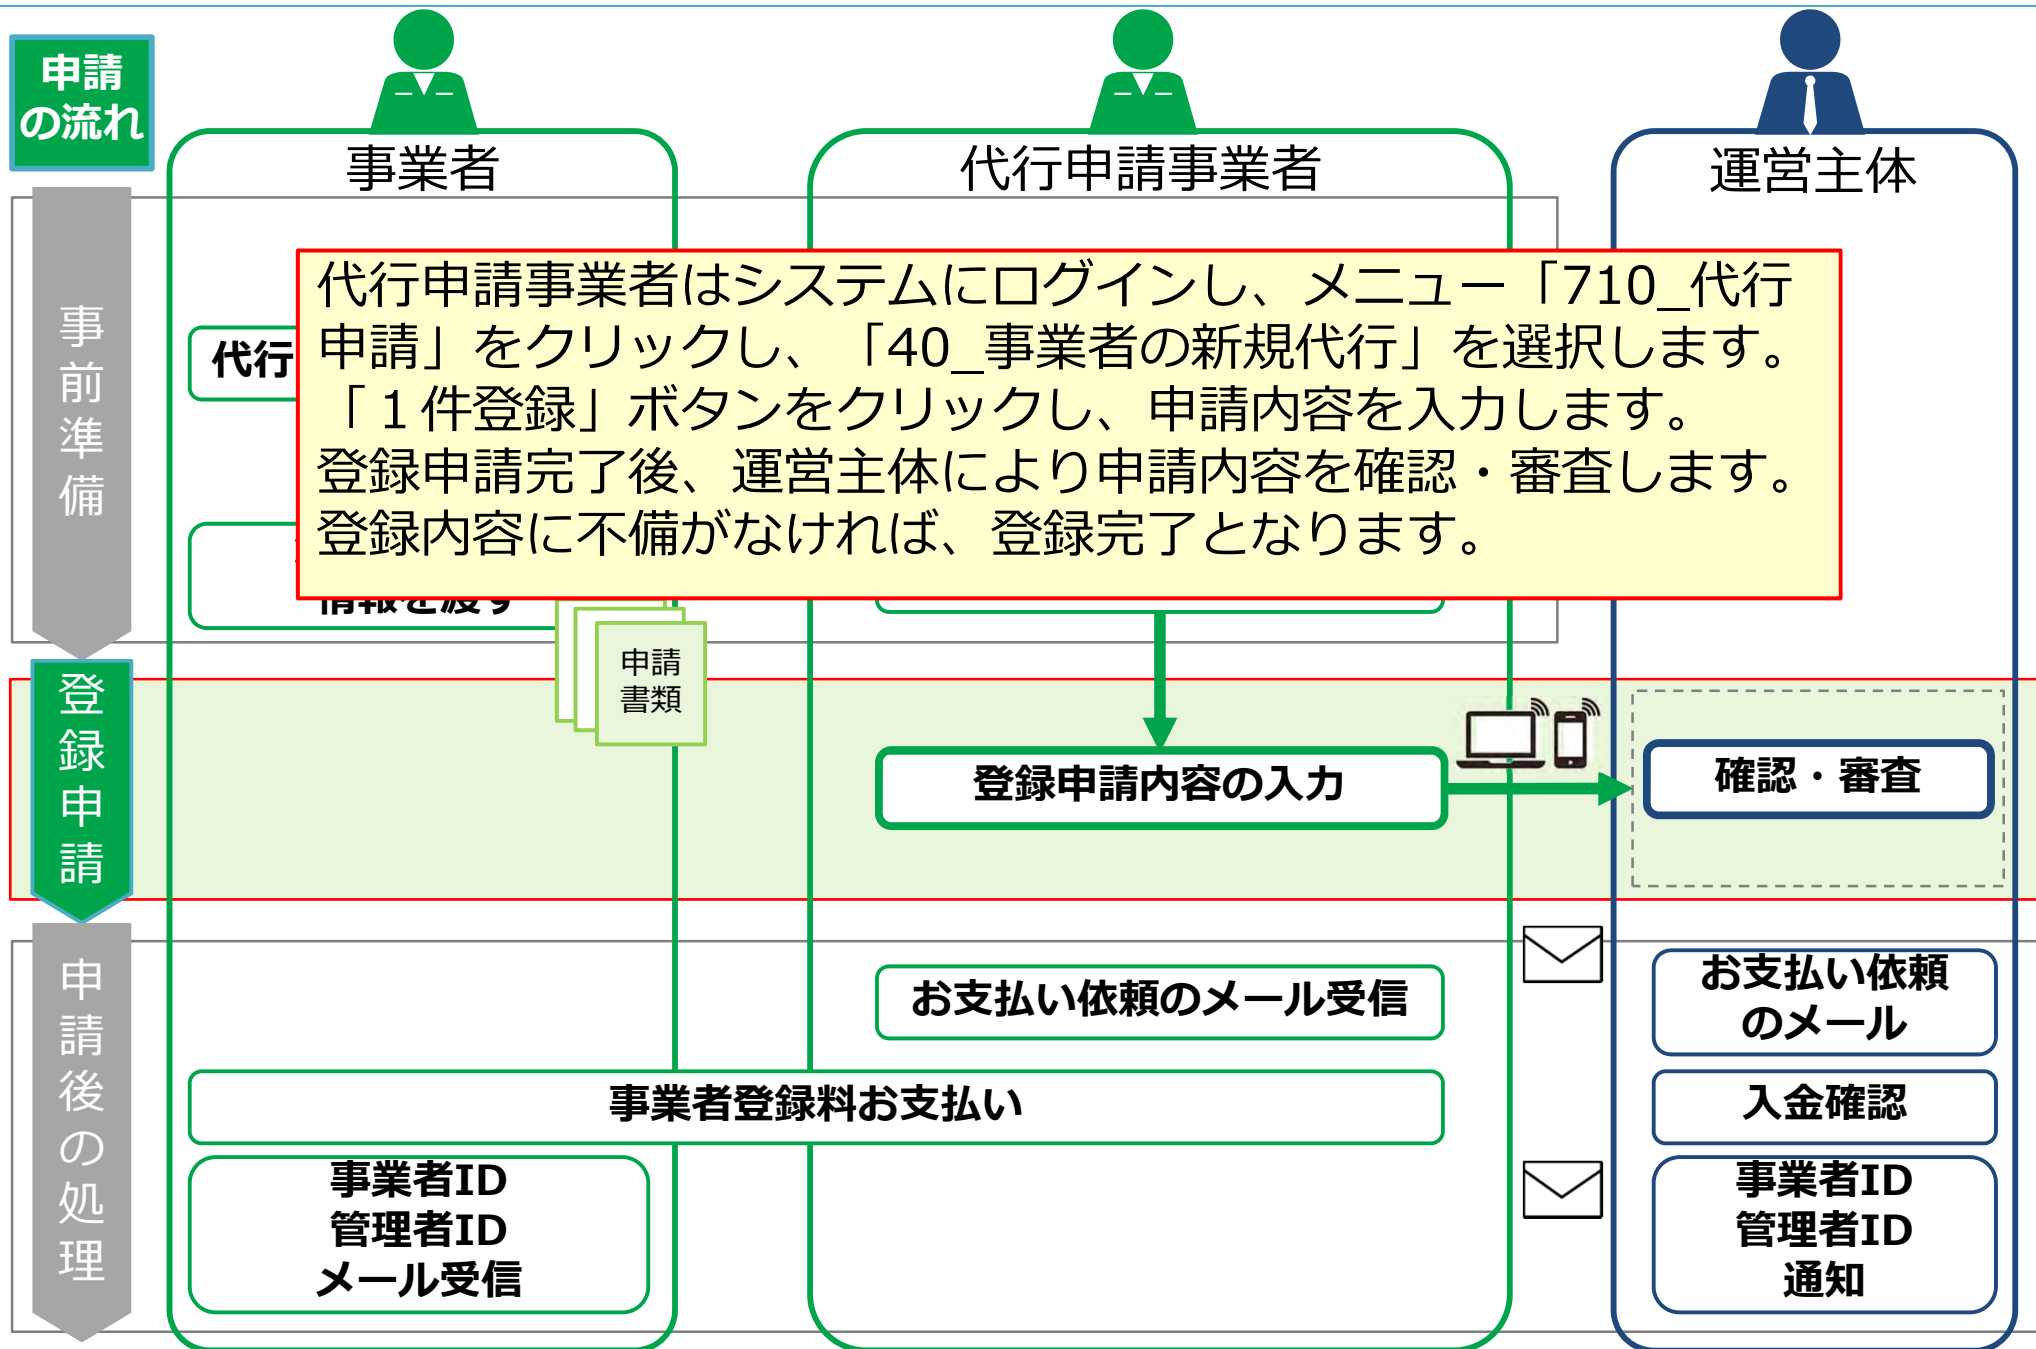 申請
の流れ
事業者
代行申請事業者
運営主体
事前準備
代行申請事業者はシステムにログインし、メニュー「710_代行
申請」をクリックし、「40_事業者の新規代行」を選択します。
「１件登録」ボタンをクリックし、申請内容を入力します。
登録申請完了後、運営主体により申請内容を確認・審査します。
登録内容に不備がなければ、登録完了となります。
代行
情報を渡す
申請
書類
登録申請
登録申請内容の入力
確認・審査
申請後の処理
お支払い依頼のメール受信
お支払い依頼
のメール
事業者登録料お支払い
入金確認
事業者ID
管理者ID
メール受信
事業者ID
管理者ID
通知